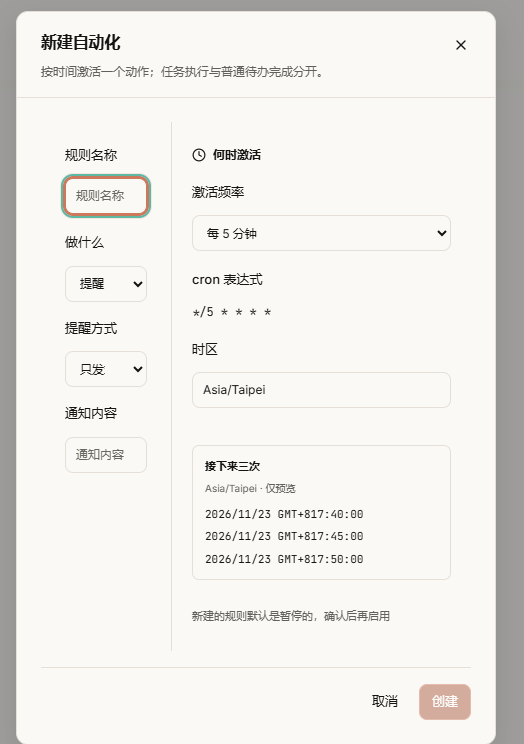 新建自动化
按时间激活一个动作；任务执行与普通待办完成分开。
规则名称
规则名称
做什么
提醒
提醒方式
只发
通知内容
通知内容
何时激活
激活频率
每 5 分钟
cron 表达式
*/5 * * * *
时区
Asia/Taipei
接下来三次
Asia/Taipei · 仅预览
2026/11/23 GMT+817:40:00
2026/11/23 GMT+817:45:00
2026/11/23 GMT+817:50:00
新建的规则默认是暂停的，确认后再启用
取消
创建